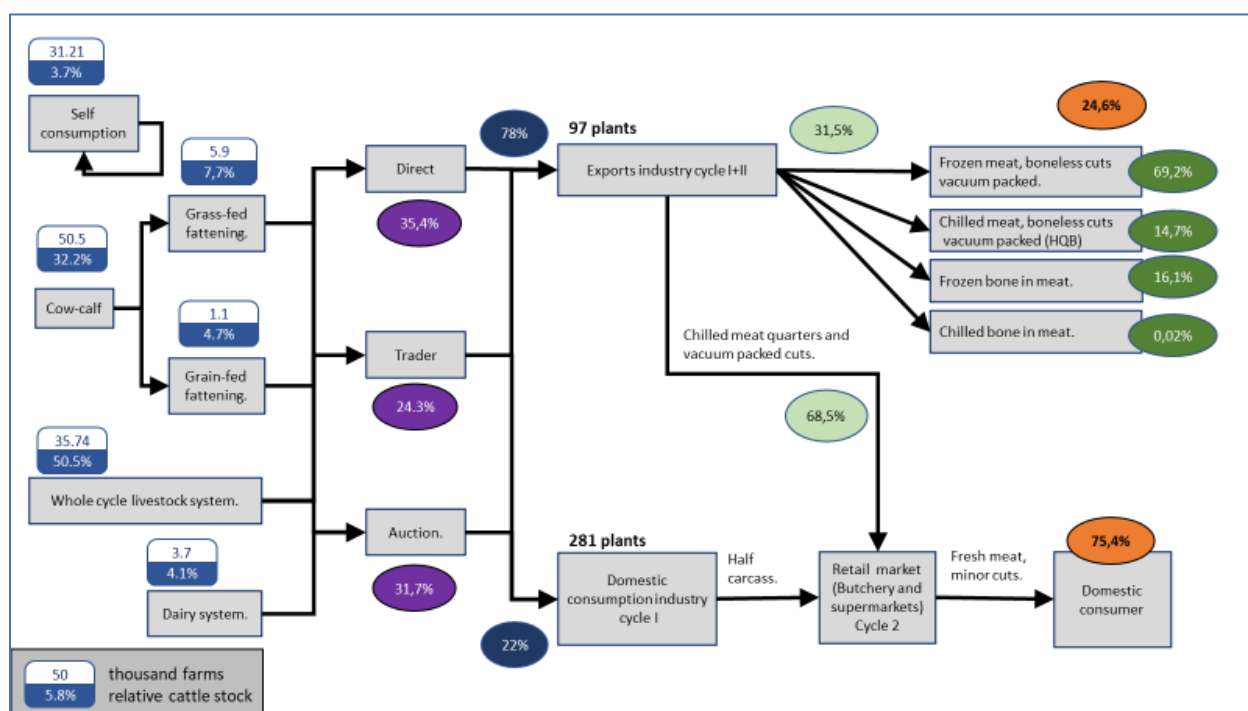 31.21
3.7%
Self
consumption
5.9
7,7%
Grass-fed
fattening.
50.5
32.2%
Cow-calf
1.1
4.7%
Grain-fed
fattening.
35.74
50.5%
Whole cycle livestock system.
3.7
4.1%
Dairy system.
50
5.8%
thousand farms
relative cattle stock
Direct
35,4%
Trader
24.3%
Auction.
31,7%
78%
97 plants
Exports industry cycle I+II
31,5%
24,6%
Frozen meat, boneless cuts
vacuum packed.
69,2%
Chilled meat, boneless cuts
vacuum packed (HQB)
14,7%
Frozen bone in meat.
16,1%
Chilled bone in meat.
0,02%
Chilled meat quarters and
vacuum packed cuts.
68,5%
22%
281 plants
Domestic
consumption industry
cycle I
Half
carcass.
Retail market
(Butchery and
supermarkets)
Cycle 2
Fresh meat,
minor cuts.
75,4%
Domestic
consumer